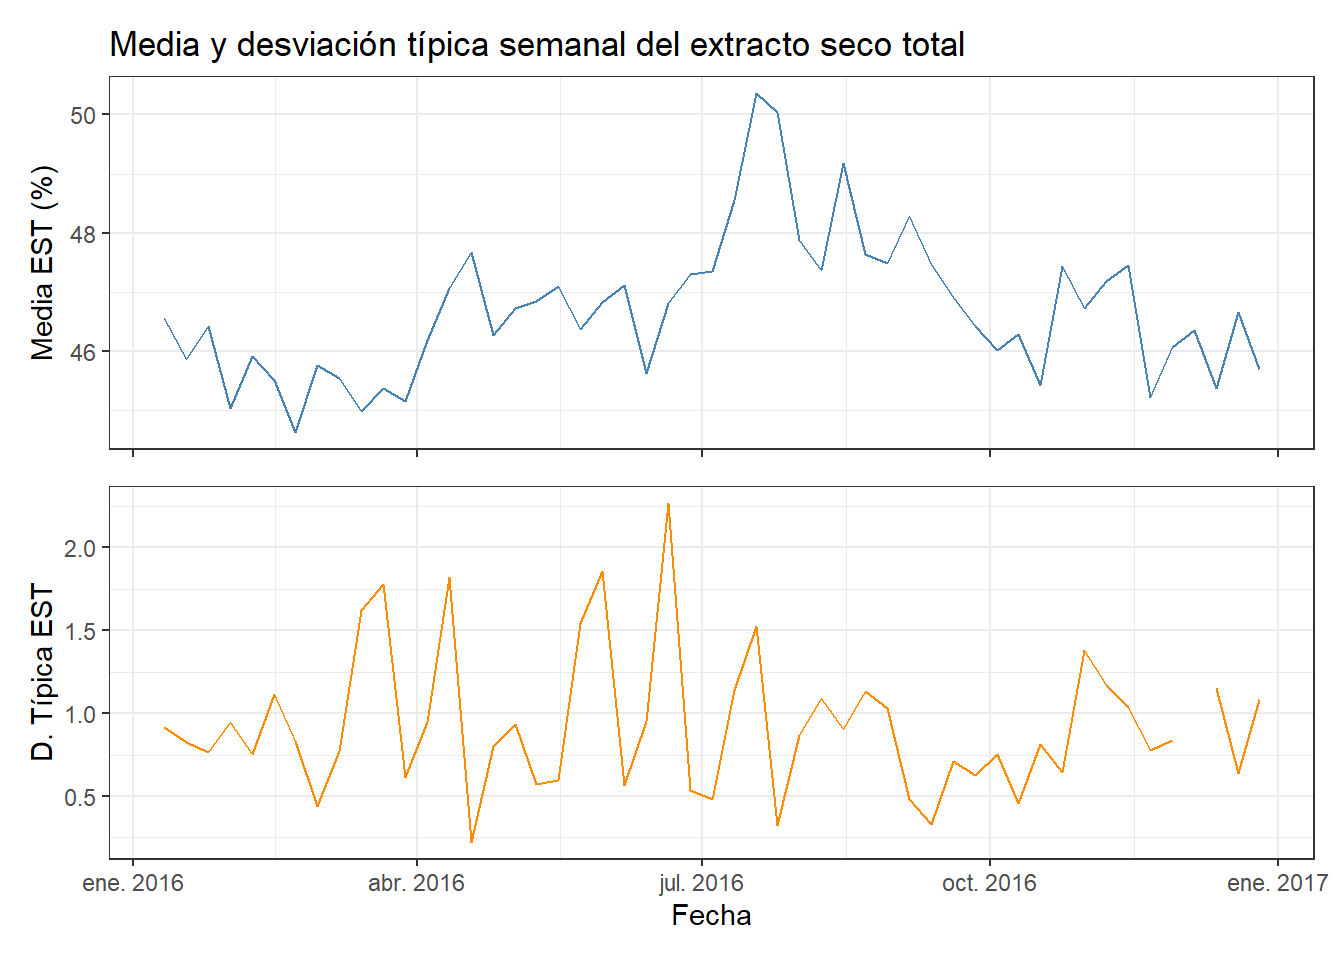 Media y desviación típica semanal del extracto seco total
50
48
46
Media EST (%)
2.0
1.5
1.0
0.5
D. Típica EST
ene. 2016
abr. 2016
jul. 2016
oct. 2016
ene. 2017
Fecha